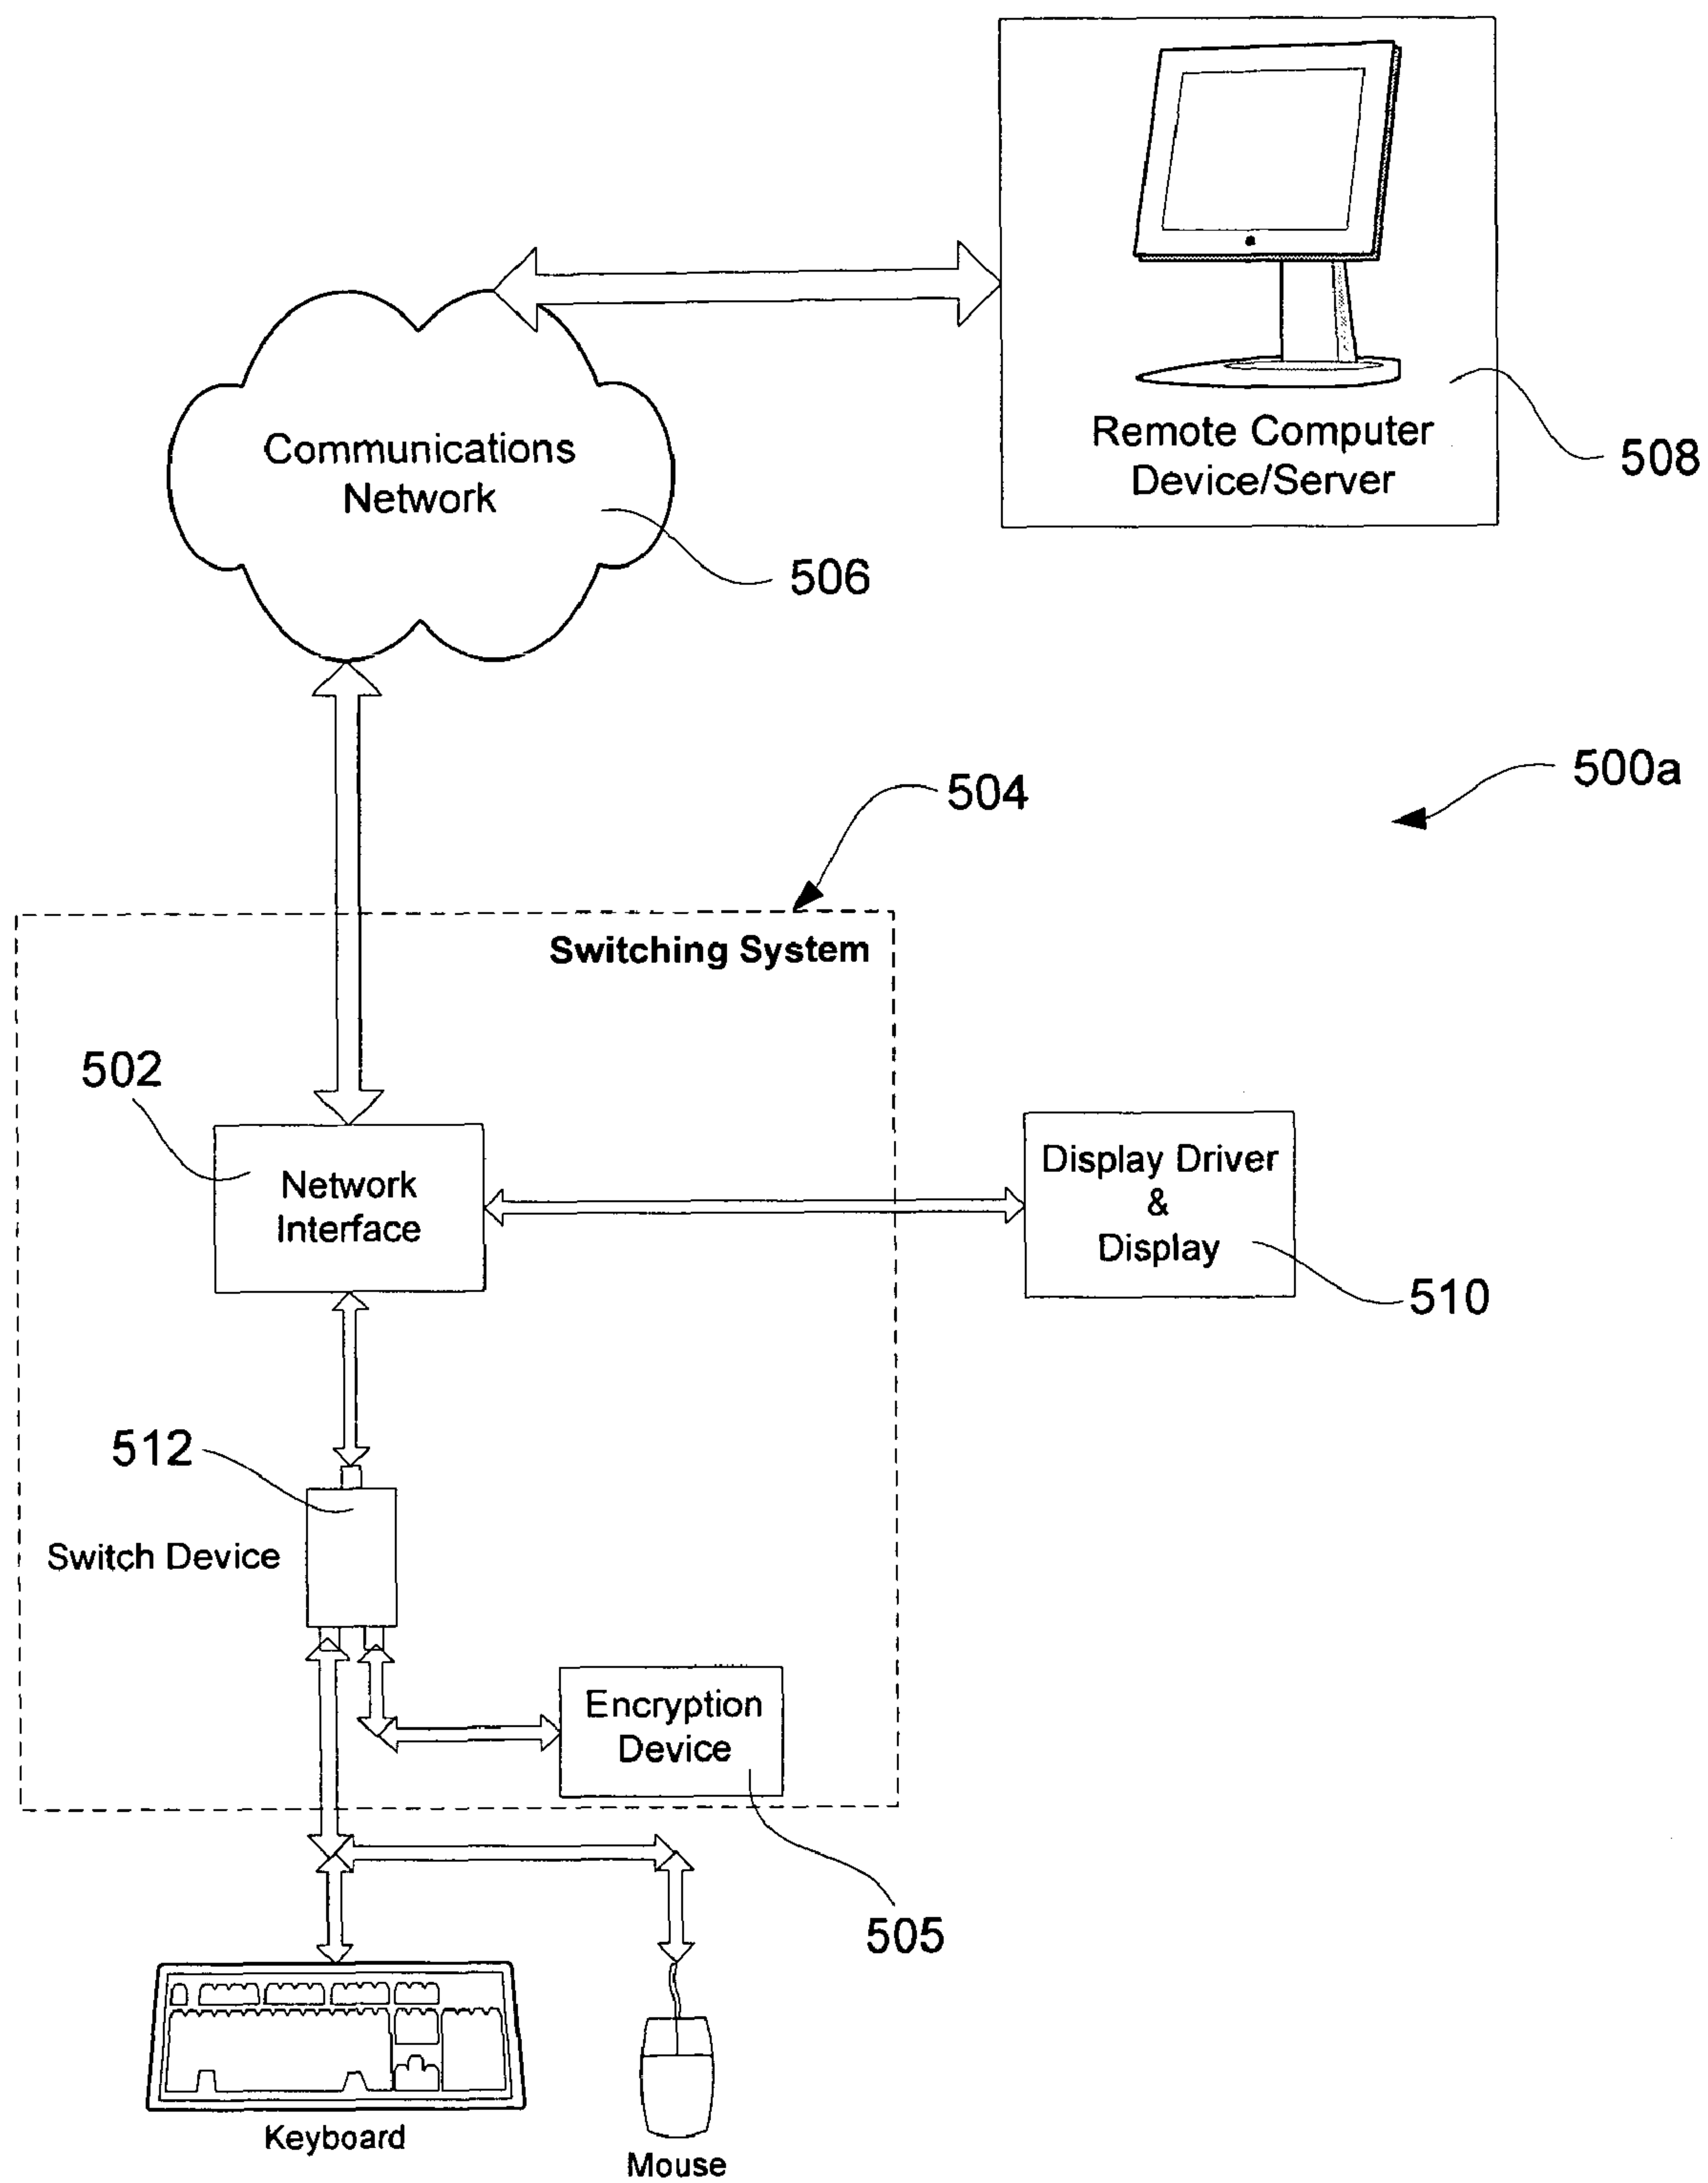 Communications
Network
Remote Computer
Device/Server
508
506
500a
504
Switching System
502
Network
Interface
Display Driver
&
Display
510
512
Switch Device
Encryption
Device
505
Keyboard
Mouse